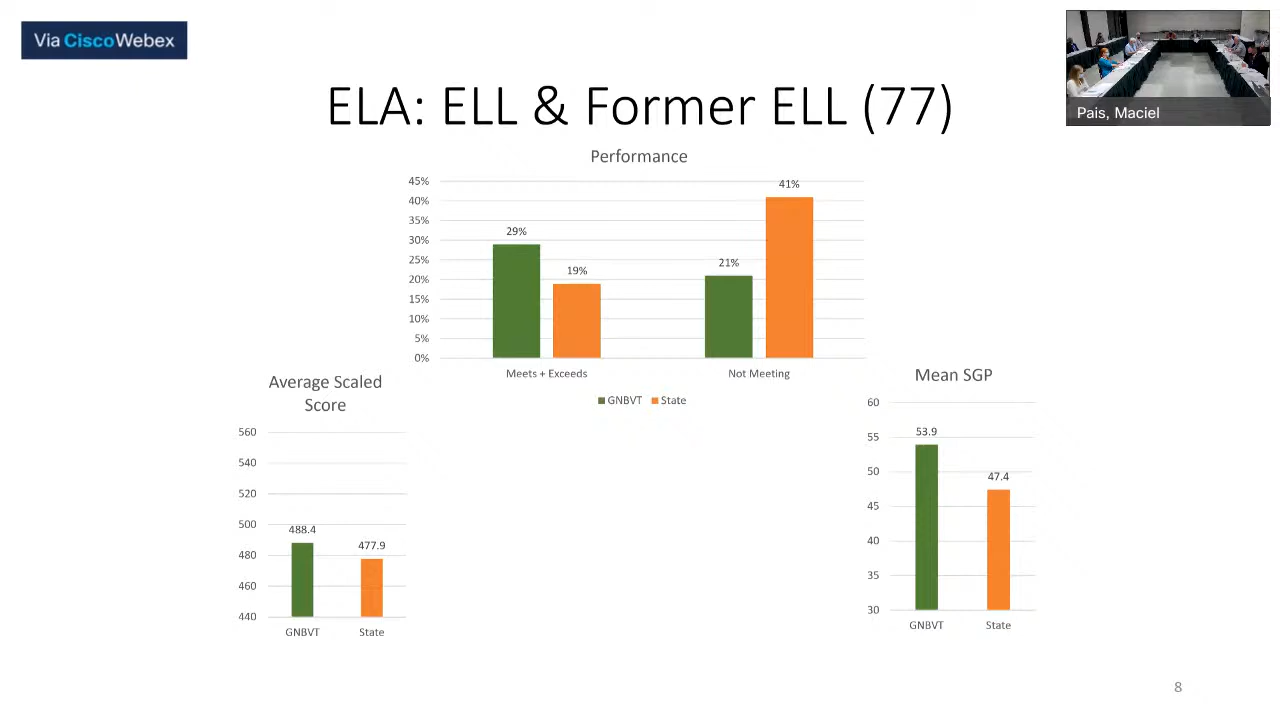 Via CiscoWebex
Pais, Maciel
ELA: ELL & Former ELL (77)
Performance
45%
40%
35%
30%
25%
20%
15%
10%
5%
0%
29%
19%
21%
41%
Meets + Exceeds
Not Meeting
GNBVT State
Average Scaled
Score
560
540
520
500
480
460
440
488.4
477.9
GNBVT
State
Mean SGP
60
55
50
45
40
35
30
53.9
47.4
GNBVT
State
8